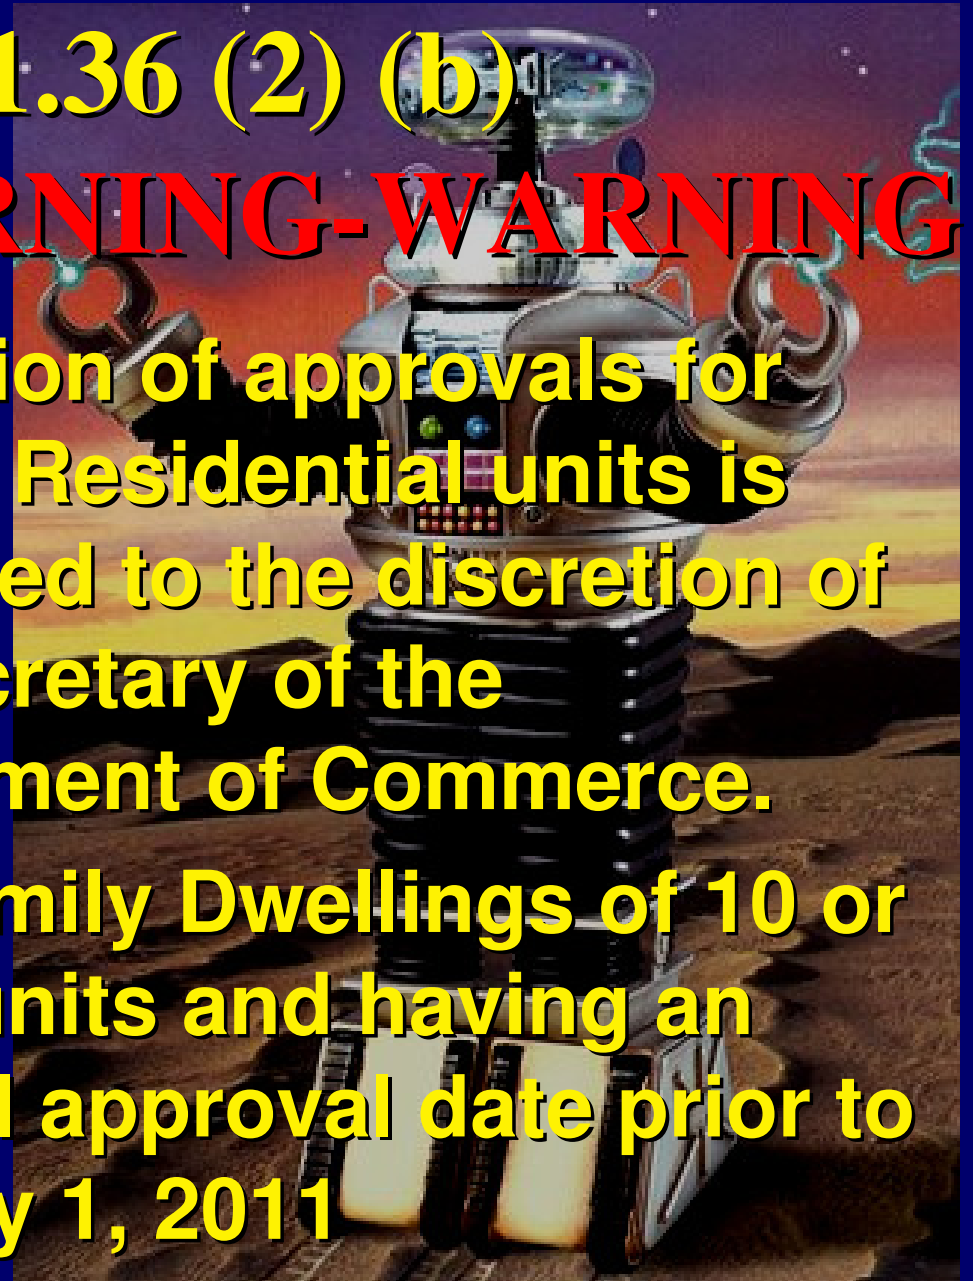 1.36 (2) (b)
RNING-WARNING
ion of approvals for
Residential units is
ed to the discretion of
cretary of the
ment of Commerce.
mily Dwellings of 10 or
units and having an
l approval date prior to
y 1, 2011